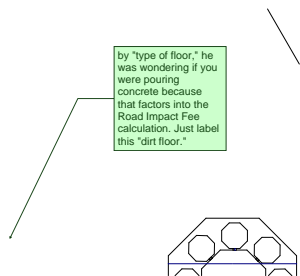 by "type of floor," he
was wondering if you
were pouring
concrete because
that factors into the
Road Impact Fee
calculation. Just label
this "dirt floor."